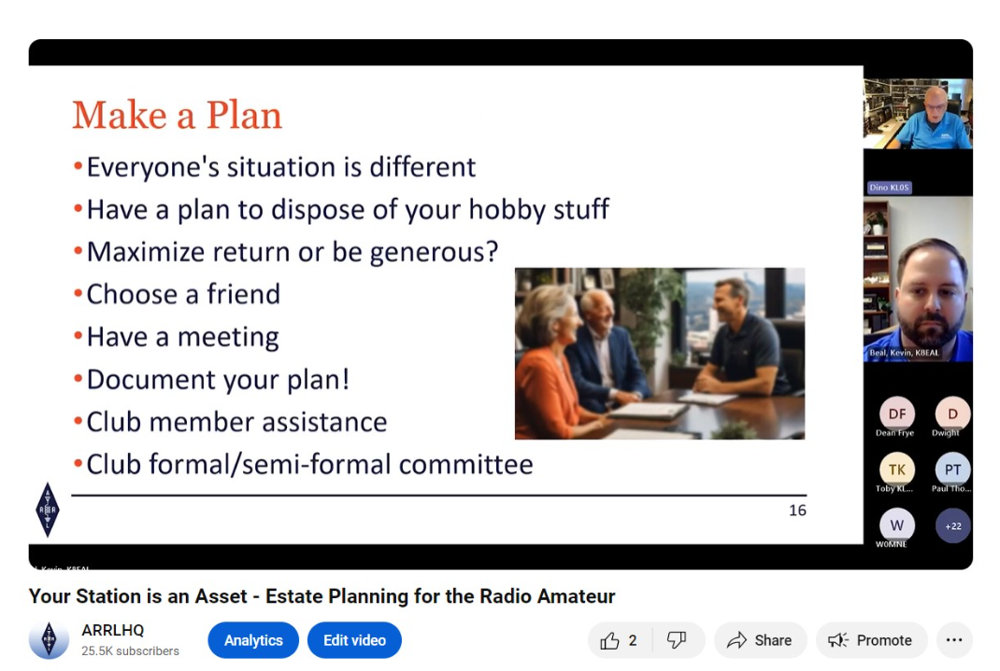 Make a Plan
•Everyone's situation is different
•Have a plan to dispose of your hobby stuff
•Maximize return or be generous?
•Choose a friend
•Have a meeting
•Document your plan!
•Club member assistance
•Club formal/semi-formal committee
16
Dino KL0S
Beal, Kevin, K8EAL
DF
D
Dean Frye
Dwight
TK
PT
Toby KL...
Paul Tho...
W
+22
W0MNE
Kevin, K8EAL
Your Station is an Asset - Estate Planning for the Radio Amateur
ARRLHQ
25.5K subscribers
Analytics
Edit video
2
Share
Promote